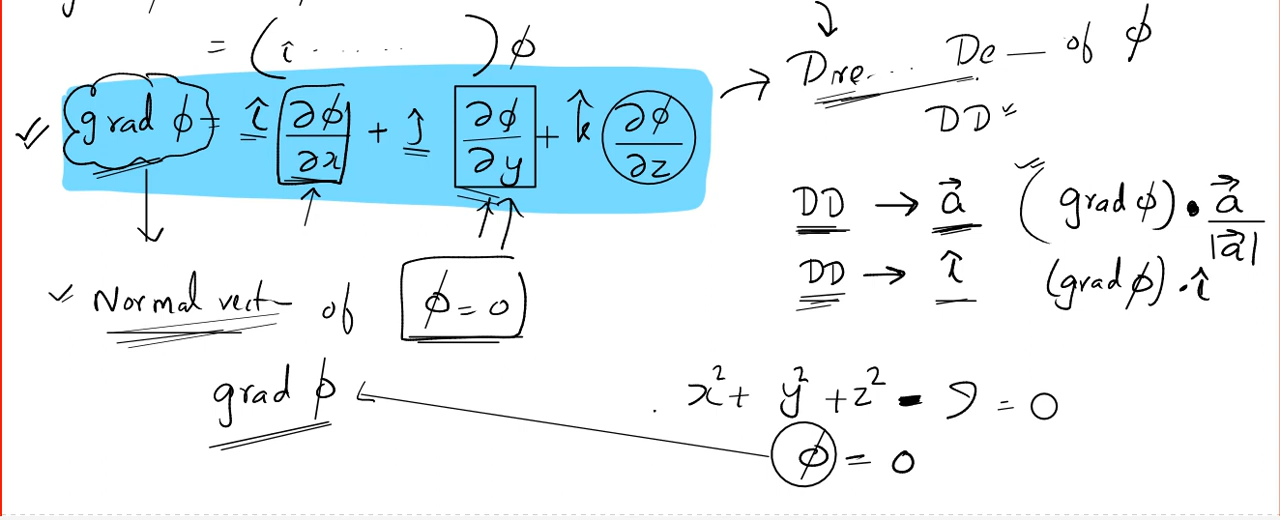 = (î ........ ) φ
grad φ = î ∂φ/∂x + ĵ ∂φ/∂y + k̂ ∂φ/∂z
→ Dire... De— of φ
DD
DD → a⃗ (grad φ) · a⃗/|a⃗|
DD → î (grad φ) · î
Normal vect of φ = 0
grad φ
x² + y² + z² - 9 = 0
φ = 0